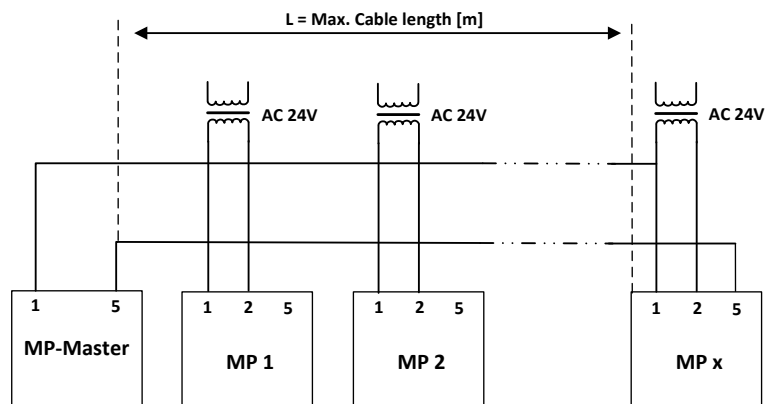 L = Max. Cable length [m]
AC 24V AC 24V AC 24V
1 5 1 2 5 1 2 5 1 2 5
MP-Master MP 1 MP 2 MP x